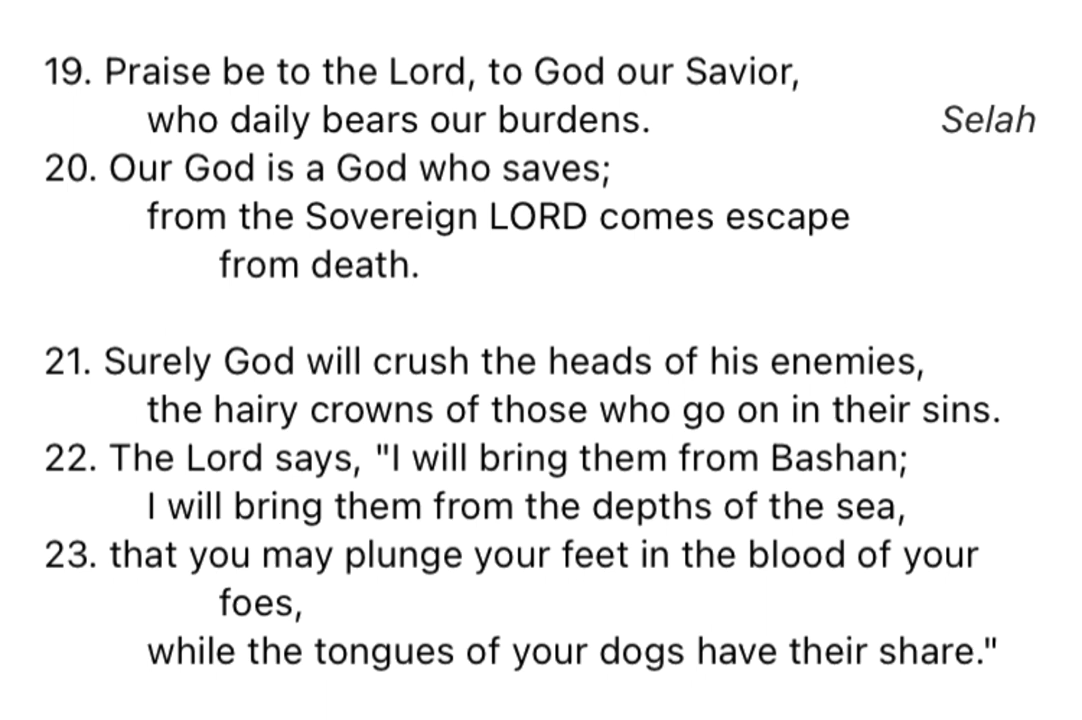 19. Praise be to the Lord, to God our Savior,
who daily bears our burdens. Selah
20. Our God is a God who saves;
from the Sovereign LORD comes escape
from death.
21. Surely God will crush the heads of his enemies,
the hairy crowns of those who go on in their sins.
22. The Lord says, "I will bring them from Bashan;
I will bring them from the depths of the sea,
23. that you may plunge your feet in the blood of your
foes,
while the tongues of your dogs have their share."